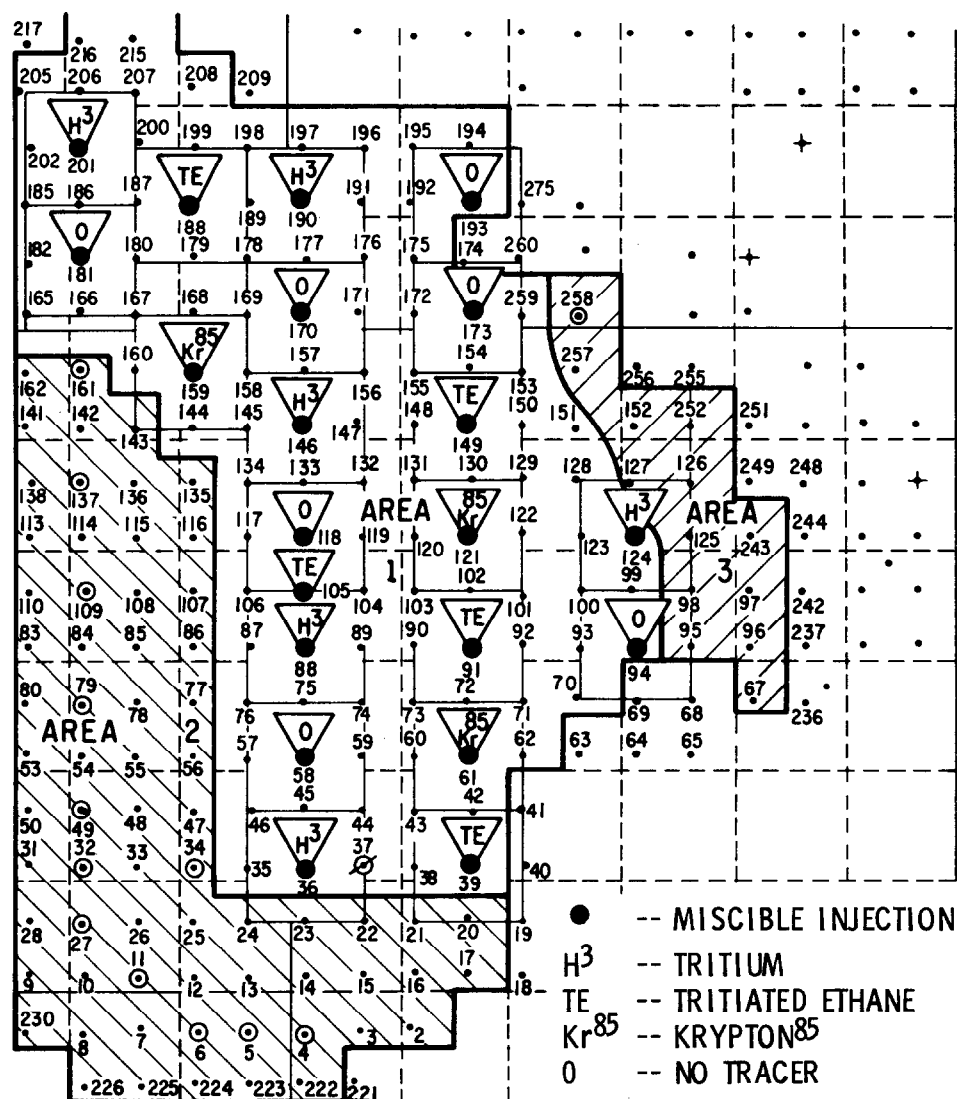 217
216 215
205 206 207 208 209
H³
200 199 198 197 196 195 194
202 201
TE H³ O
185 186 187 188 189 190 191 192 193 275
O
182 181 180 179 178 177 176 175 174 260
165 166 167 168 169 O 171 172 O 259 258
170 173
160 Kr⁸⁵ 157 154 257
162 161 159 158 156 155 153 256 255
H³ TE
141 142 144 145 146 147 148 149 150 151 152 252 251
143
134 133 132 131 130 129 128 127 126 249 248
138 137 136 135
O AREA Kr⁸⁵ H³ AREA
113 114 115 116 117 118 119 120 121 122 123 124 125 243 244
TE 1 102 99 3
110 109 108 107 106 105 104 103 101 100 98 97 242
H³ TE O
83 84 85 86 87 88 89 90 91 92 93 94 95 96 237
80 79 78 77 75 72 70 67
76 74 73 71 69 68 236
AREA 2 O Kr⁸⁵
57 58 59 60 61 62 63 64 65
53 54 55 56
45 42
50 49 48 47 46 44 43 41
H³ TE
31 32 33 34 35 36 37 38 39 40
28 27 26 25 24 23 22 21 20 19
11 17
9 10 12 13 14 15 16 18
230 8 7 6 5 4 3 2
226 225 224 223 222 221
● -- MISCIBLE INJECTION
H³ -- TRITIUM
TE -- TRITIATED ETHANE
Kr⁸⁵ -- KRYPTON⁸⁵
O -- NO TRACER